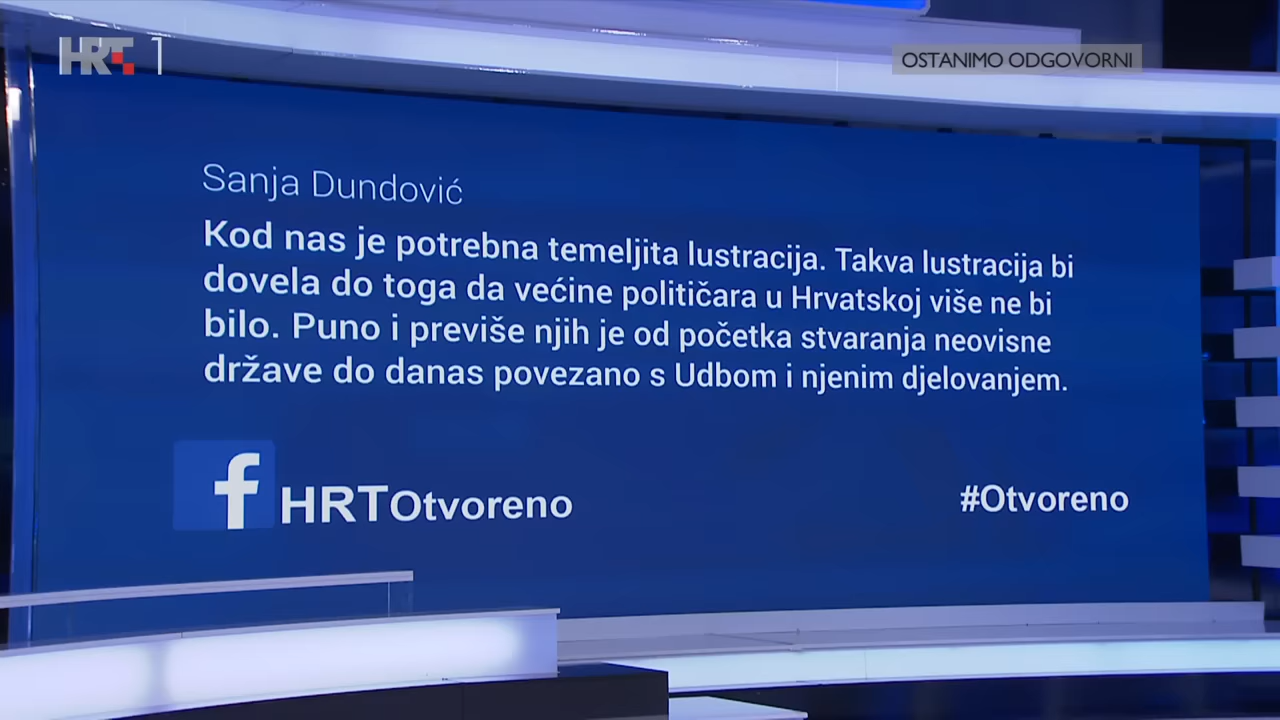 HRT 1
OSTANIMO ODGOVORNI
Sanja Dundović
Kod nas je potrebna temeljita lustracija. Takva lustracija bi
dovela do toga da većine političara u Hrvatskoj više ne bi
bilo. Puno i previše njih je od početka stvaranja neovisne
države do danas povezano s Udbom i njenim djelovanjem.
f HRTOtvoreno
#Otvoreno